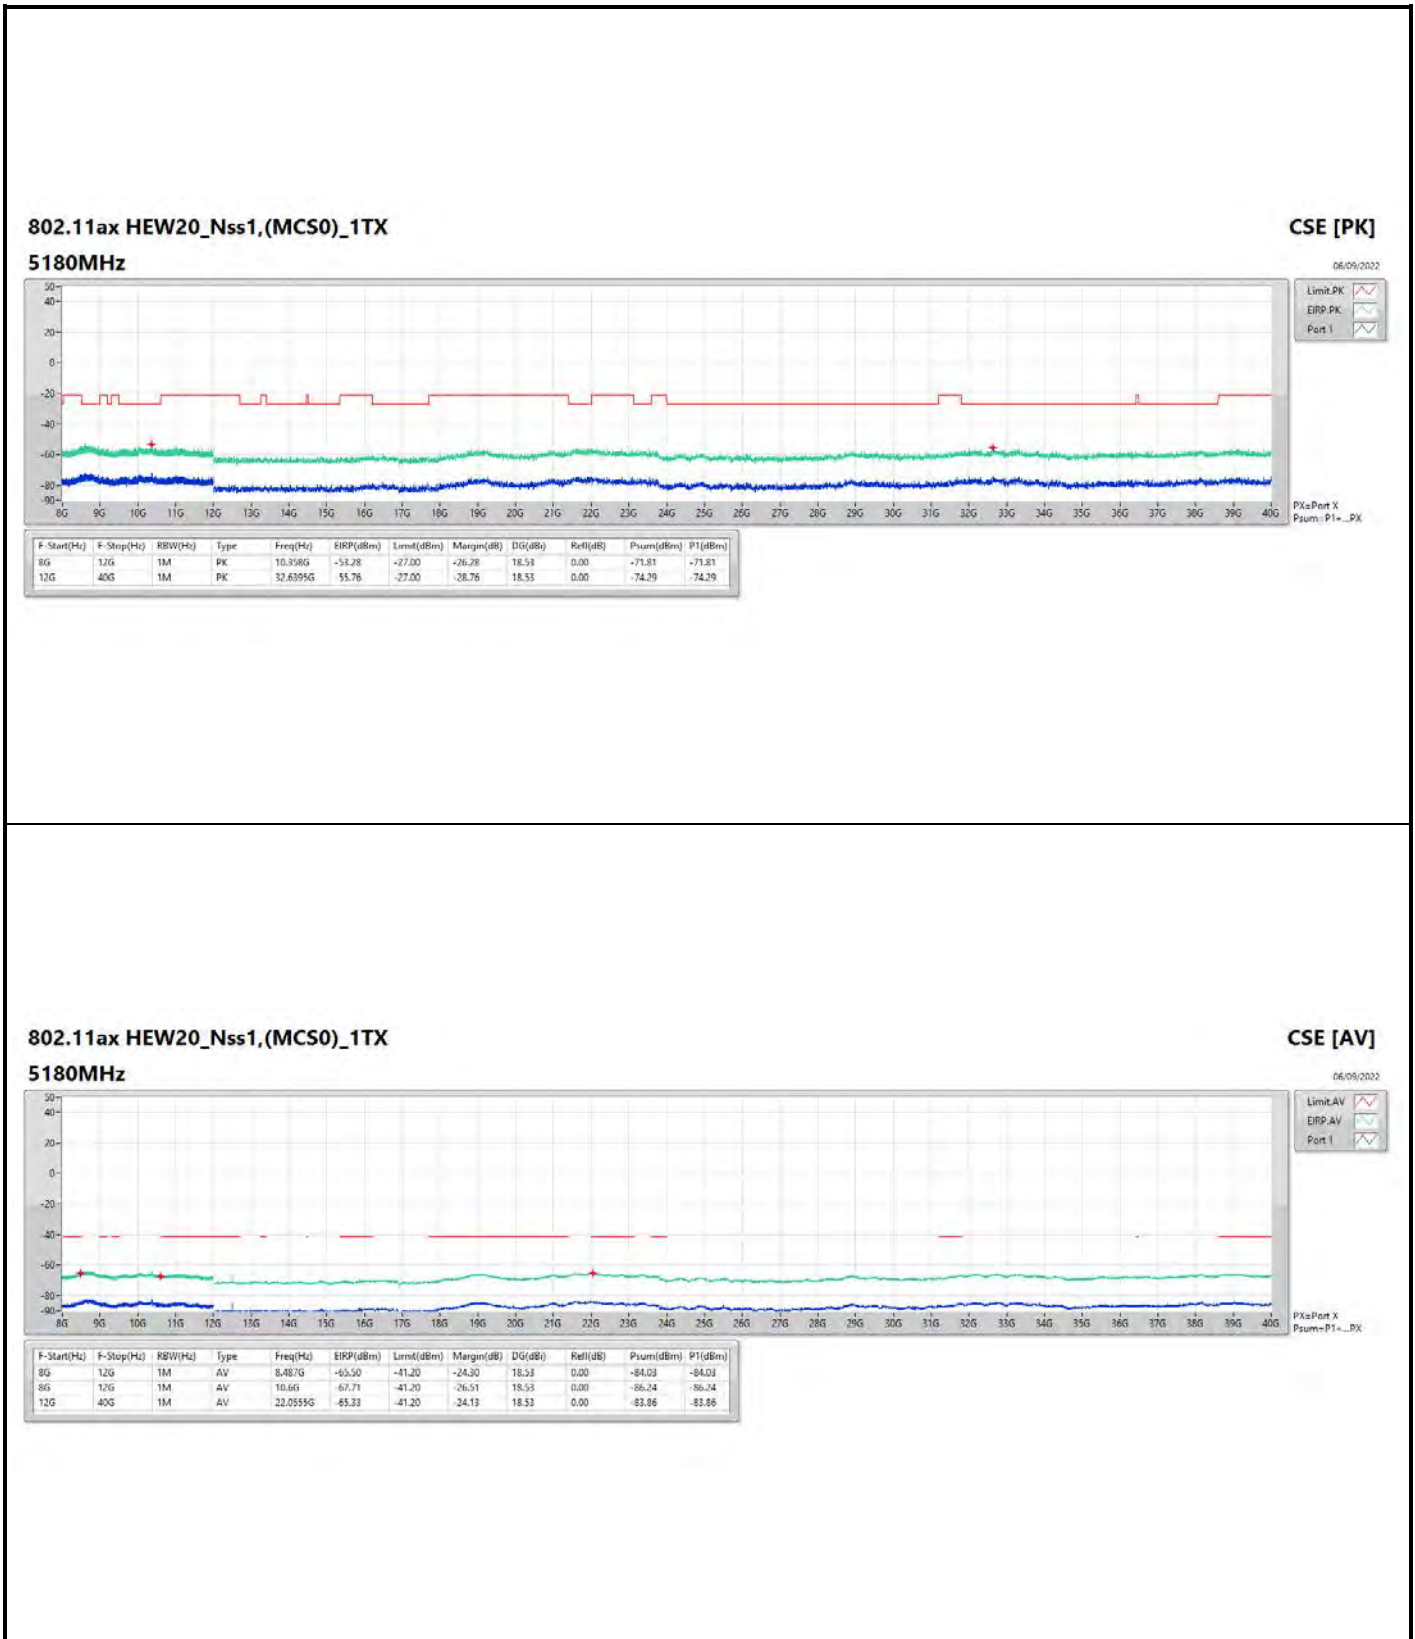 802.11ax HEW20_Nss1,(MCS0)_1TX
CSE [PK]
5180MHz
06/09/2022
50
40
20
0
-20
-40
-60
-80
-90
8G 9G 10G 11G 12G 13G 14G 15G 16G 17G 18G 19G 20G 21G 22G 23G 24G 25G 26G 27G 28G 29G 30G 31G 32G 33G 34G 35G 36G 37G 38G 39G 40G
Limit.PK
EIRP.PK
Port 1
PX=Port X
Psum=P1+...PX
F-Start(Hz) F-Stop(Hz) RBW(Hz) Type Freq(Hz) EIRP(dBm) Limit(dBm) Margin(dB) DG(dBi) Refl(dB) Psum(dBm) P1(dBm)
8G 12G 1M PK 10.358G -53.28 -27.00 -26.28 18.53 0.00 -71.81 -71.81
12G 40G 1M PK 32.6395G -55.76 -27.00 -28.76 18.53 0.00 -74.29 -74.29
802.11ax HEW20_Nss1,(MCS0)_1TX
CSE [AV]
5180MHz
06/09/2022
50
40
20
0
-20
-40
-60
-80
-90
8G 9G 10G 11G 12G 13G 14G 15G 16G 17G 18G 19G 20G 21G 22G 23G 24G 25G 26G 27G 28G 29G 30G 31G 32G 33G 34G 35G 36G 37G 38G 39G 40G
Limit.AV
EIRP.AV
Port 1
PX=Port X
Psum=P1+...PX
F-Start(Hz) F-Stop(Hz) RBW(Hz) Type Freq(Hz) EIRP(dBm) Limit(dBm) Margin(dB) DG(dBi) Refl(dB) Psum(dBm) P1(dBm)
8G 12G 1M AV 8.487G -65.50 -41.20 -24.30 18.53 0.00 -84.03 -84.03
8G 12G 1M AV 10.6G -67.71 -41.20 -26.51 18.53 0.00 -86.24 -86.24
12G 40G 1M AV 22.0555G -65.33 -41.20 -24.13 18.53 0.00 -83.86 -83.86